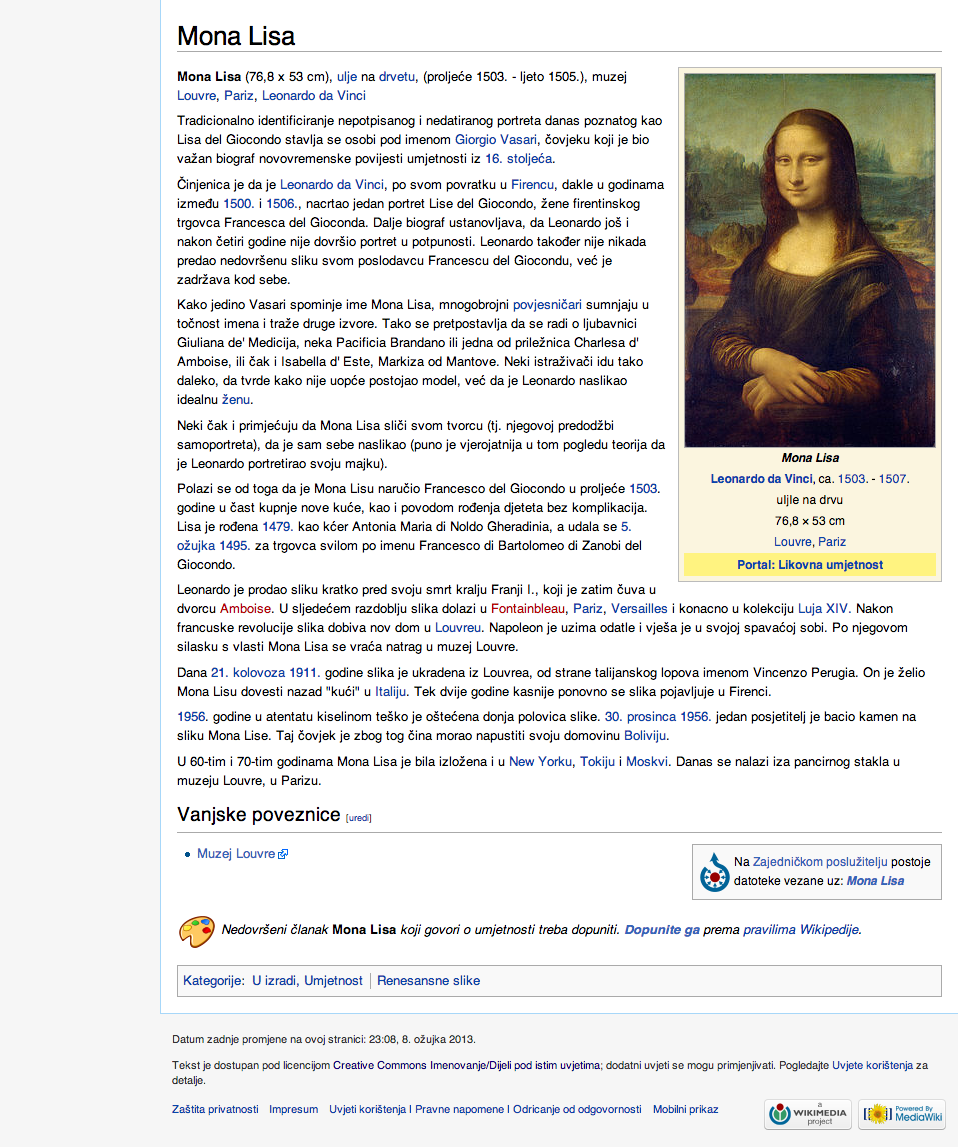 Mona Lisa
Mona Lisa (76,8 x 53 cm), ulje na drvetu, (proljeće 1503. - ljeto 1505.), muzej
Louvre, Pariz, Leonardo da Vinci
Tradicionalno identificiranje nepotpisanog i nedatiranog portreta danas poznatog kao
Lisa del Giocondo stavlja se osobi pod imenom Giorgio Vasari, čovjeku koji je bio
važan biograf novovremenske povijesti umjetnosti iz 16. stoljeća.
Činjenica je da je Leonardo da Vinci, po svom povratku u Firencu, dakle u godinama
između 1500. i 1506., nacrtao jedan portret Lise del Giocondo, žene firentinskog
trgovca Francesca del Gioconda. Dalje biograf ustanovljava, da Leonardo još i
nakon četiri godine nije dovršio portret u potpunosti. Leonardo također nije nikada
predao nedovršenu sliku svom poslodavcu Francescu del Giocondu, već je
zadržava kod sebe.
Kako jedino Vasari spominje ime Mona Lisa, mnogobrojni povjesničari sumnjaju u
točnost imena i traže druge izvore. Tako se pretpostavlja da se radi o ljubavnici
Giuliana de' Medicija, neka Pacificia Brandano ili jedna od priležnica Charlesa d'
Amboise, ili čak i Isabella d' Este, Markiza od Mantove. Neki istraživači idu tako
daleko, da tvrde kako nije uopće postojao model, već da je Leonardo naslikao
idealnu ženu.
Neki čak i primjećuju da Mona Lisa sliči svom tvorcu (tj. njegovoj predodžbi
samoportreta), da je sam sebe naslikao (puno je vjerojatnija u tom pogledu teorija da
je Leonardo portretirao svoju majku).
Polazi se od toga da je Mona Lisu naručio Francesco del Giocondo u proljeće 1503.
godine u čast kupnje nove kuće, kao i povodom rođenja djeteta bez komplikacija.
Lisa je rođena 1479. kao kćer Antonia Maria di Noldo Gheradinia, a udala se 5.
ožujka 1495. za trgovca svilom po imenu Francesco di Bartolomeo di Zanobi del
Giocondo.
Mona Lisa
Leonardo da Vinci, ca. 1503. - 1507.
uljle na drvu
76,8 × 53 cm
Louvre, Pariz
Portal: Likovna umjetnost
Leonardo je prodao sliku kratko pred svoju smrt kralju Franji I., koji je zatim čuva u
dvorcu Amboise. U sljedećem razdoblju slika dolazi u Fontainbleau, Pariz, Versailles i konacno u kolekciju Luja XIV. Nakon
francuske revolucije slika dobiva nov dom u Louvreu. Napoleon je uzima odatle i vješa je u svojoj spavaćoj sobi. Po njegovom
silasku s vlasti Mona Lisa se vraća natrag u muzej Louvre.
Dana 21. kolovoza 1911. godine slika je ukradena iz Louvrea, od strane talijanskog lopova imenom Vincenzo Perugia. On je želio
Mona Lisu dovesti nazad "kući" u Italiju. Tek dvije godine kasnije ponovno se slika pojavljuje u Firenci.
1956. godine u atentatu kiselinom teško je oštećena donja polovica slike. 30. prosinca 1956. jedan posjetitelj je bacio kamen na
sliku Mona Lise. Taj čovjek je zbog tog čina morao napustiti svoju domovinu Boliviju.
U 60-tim i 70-tim godinama Mona Lisa je bila izložena i u New Yorku, Tokiju i Moskvi. Danas se nalazi iza pancirnog stakla u
muzeju Louvre, u Parizu.
Vanjske poveznice [uredi]
Muzej Louvre
Na Zajedničkom poslužitelju postoje
datoteke vezane uz: Mona Lisa
Nedovršeni članak Mona Lisa koji govori o umjetnosti treba dopuniti. Dopunite ga prema pravilima Wikipedije.
Kategorije: U izradi, Umjetnost | Renesansne slike
Datum zadnje promjene na ovoj stranici: 23:08, 8. ožujka 2013.
Tekst je dostupan pod licencijom Creative Commons Imenovanje/Dijeli pod istim uvjetima; dodatni uvjeti se mogu primjenjivati. Pogledajte Uvjete korištenja za
detalje.
Zaštita privatnosti Impresum Uvjeti korištenja | Pravne napomene | Odricanje od odgovornosti Mobilni prikaz
a
WIKIMEDIA
project
Powered By
MediaWiki